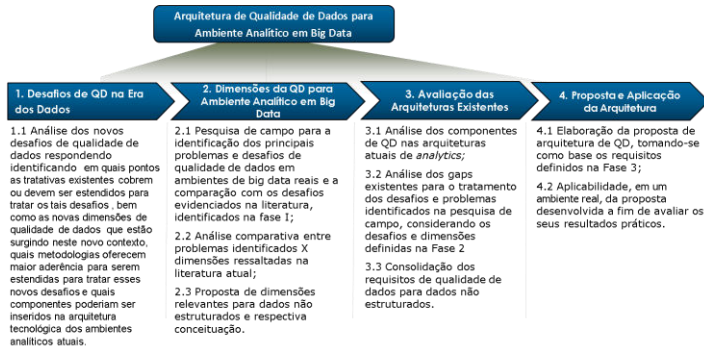 Arquitetura de Qualidade de Dados para
Ambiente Analítico em Big Data
1. Desafios de QD na Era
dos Dados
1.1 Análise dos novos
desafios de qualidade de
dados respondendo
identificando em quais pontos
as tratativas existentes cobrem
ou devem ser estendidos para
tratar os tais desafios , bem
como as novas dimensões de
qualidade de dados que estão
surgindo neste novo contexto,
quais metodologias oferecem
maior aderência para serem
estendidas para tratar esses
novos desafios e quais
componentes poderiam ser
inseridos na arquitetura
tecnológica dos ambientes
analíticos atuais.
2. Dimensões da QD para
Ambiente Analítico em Big
Data
2.1 Pesquisa de campo para a
identificação dos principais
problemas e desafios de
qualidade de dados em
ambientes de big data reais e a
comparação com os desafios
evidenciados na literatura,
identificados na fase I;
2.2 Análise comparativa entre
problemas identificados X
dimensões ressaltadas na
literatura atual;
2.3 Proposta de dimensões
relevantes para dados não
estruturados e respectiva
conceituação.
3. Avaliação das
Arquiteturas Existentes
3.1 Análise dos componentes
de QD nas arquiteturas
atuais de analytics;
3.2 Análise dos gaps
existentes para o tratamento
dos desafios e problemas
identificados na pesquisa de
campo, considerando os
desafios e dimensões
definidas na Fase 2
3.3 Consolidação dos
requisitos de qualidade de
dados para dados não
estruturados.
4. Proposta e Aplicação
da Arquitetura
4.1 Elaboração da proposta de
arquitetura de QD, tornando-se
como base os requisitos
definidos na Fase 3;
4.2 Aplicabilidade, em um
ambiente real, da proposta
desenvolvida a fim de avaliar os
seus resultados práticos.